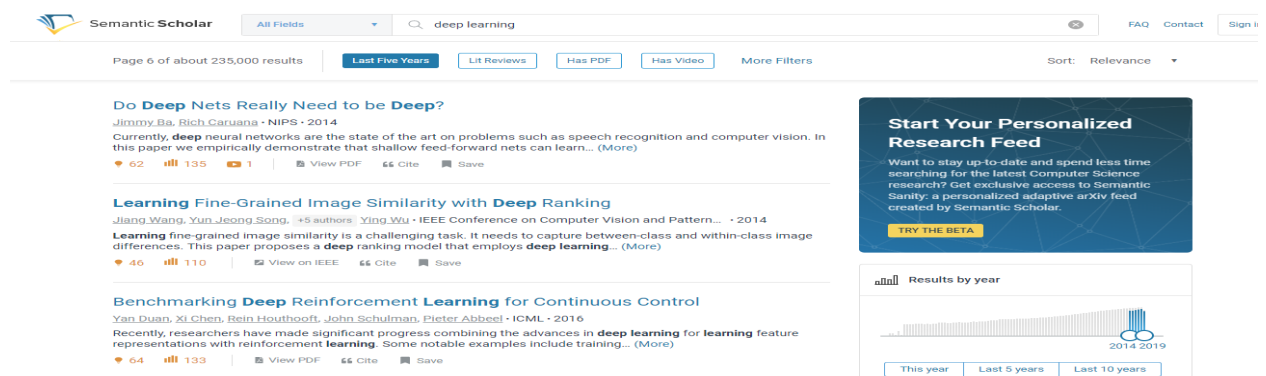 Semantic Scholar
All Fields
deep learning
FAQ Contact
Page 6 of about 235,000 results
Last Five Years
Lit Reviews
Has PDF
Has Video
More Filters
Sort: Relevance
Do Deep Nets Really Need to be Deep?
Jimmy Ba, Rich Caruana · NIPS · 2014
Currently, deep neural networks are the state of the art on problems such as speech recognition and computer vision. In
this paper we empirically demonstrate that shallow feed-forward nets can learn... (More)
62 135 1 View PDF Cite Save
Learning Fine-Grained Image Similarity with Deep Ranking
Jiang Wang, Yun Jeong Song, +5 authors Ying Wu · IEEE Conference on Computer Vision and Pattern... · 2014
Learning fine-grained image similarity is a challenging task. It needs to capture between-class and within-class image
differences. This paper proposes a deep ranking model that employs deep learning... (More)
46 110 View on IEEE Cite Save
Benchmarking Deep Reinforcement Learning for Continuous Control
Yan Duan, Xi Chen, Rein Houthooft, John Schulman, Pieter Abbeel · ICML · 2016
Recently, researchers have made significant progress combining the advances in deep learning for learning feature
representations with reinforcement learning. Some notable examples include training... (More)
64 133 View PDF Cite Save
Start Your Personalized
Research Feed
Want to stay up-to-date and spend less time
searching for the latest Computer Science
research? Get exclusive access to Semantic
Sanity: a personalized adaptive arXiv feed
created by Semantic Scholar.
TRY THE BETA
Results by year
2014 2019
This year
Last 5 years
Last 10 years